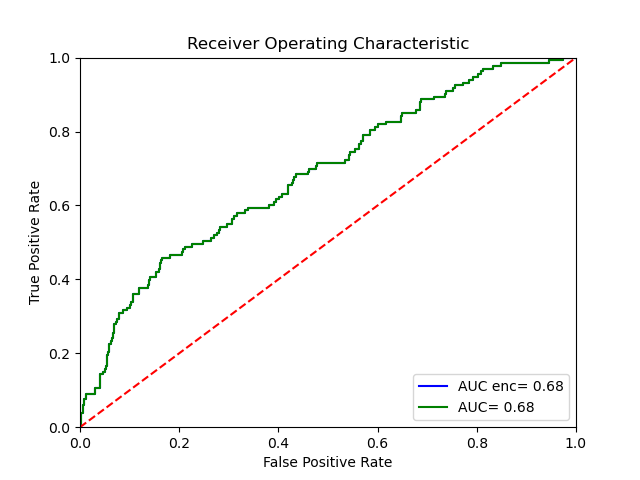 Receiver Operating Characteristic
1.0
0.8
0.6
0.4
0.2
0.0
True Positive Rate
AUC enc= 0.68
AUC= 0.68
0.0 0.2 0.4 0.6 0.8 1.0
False Positive Rate